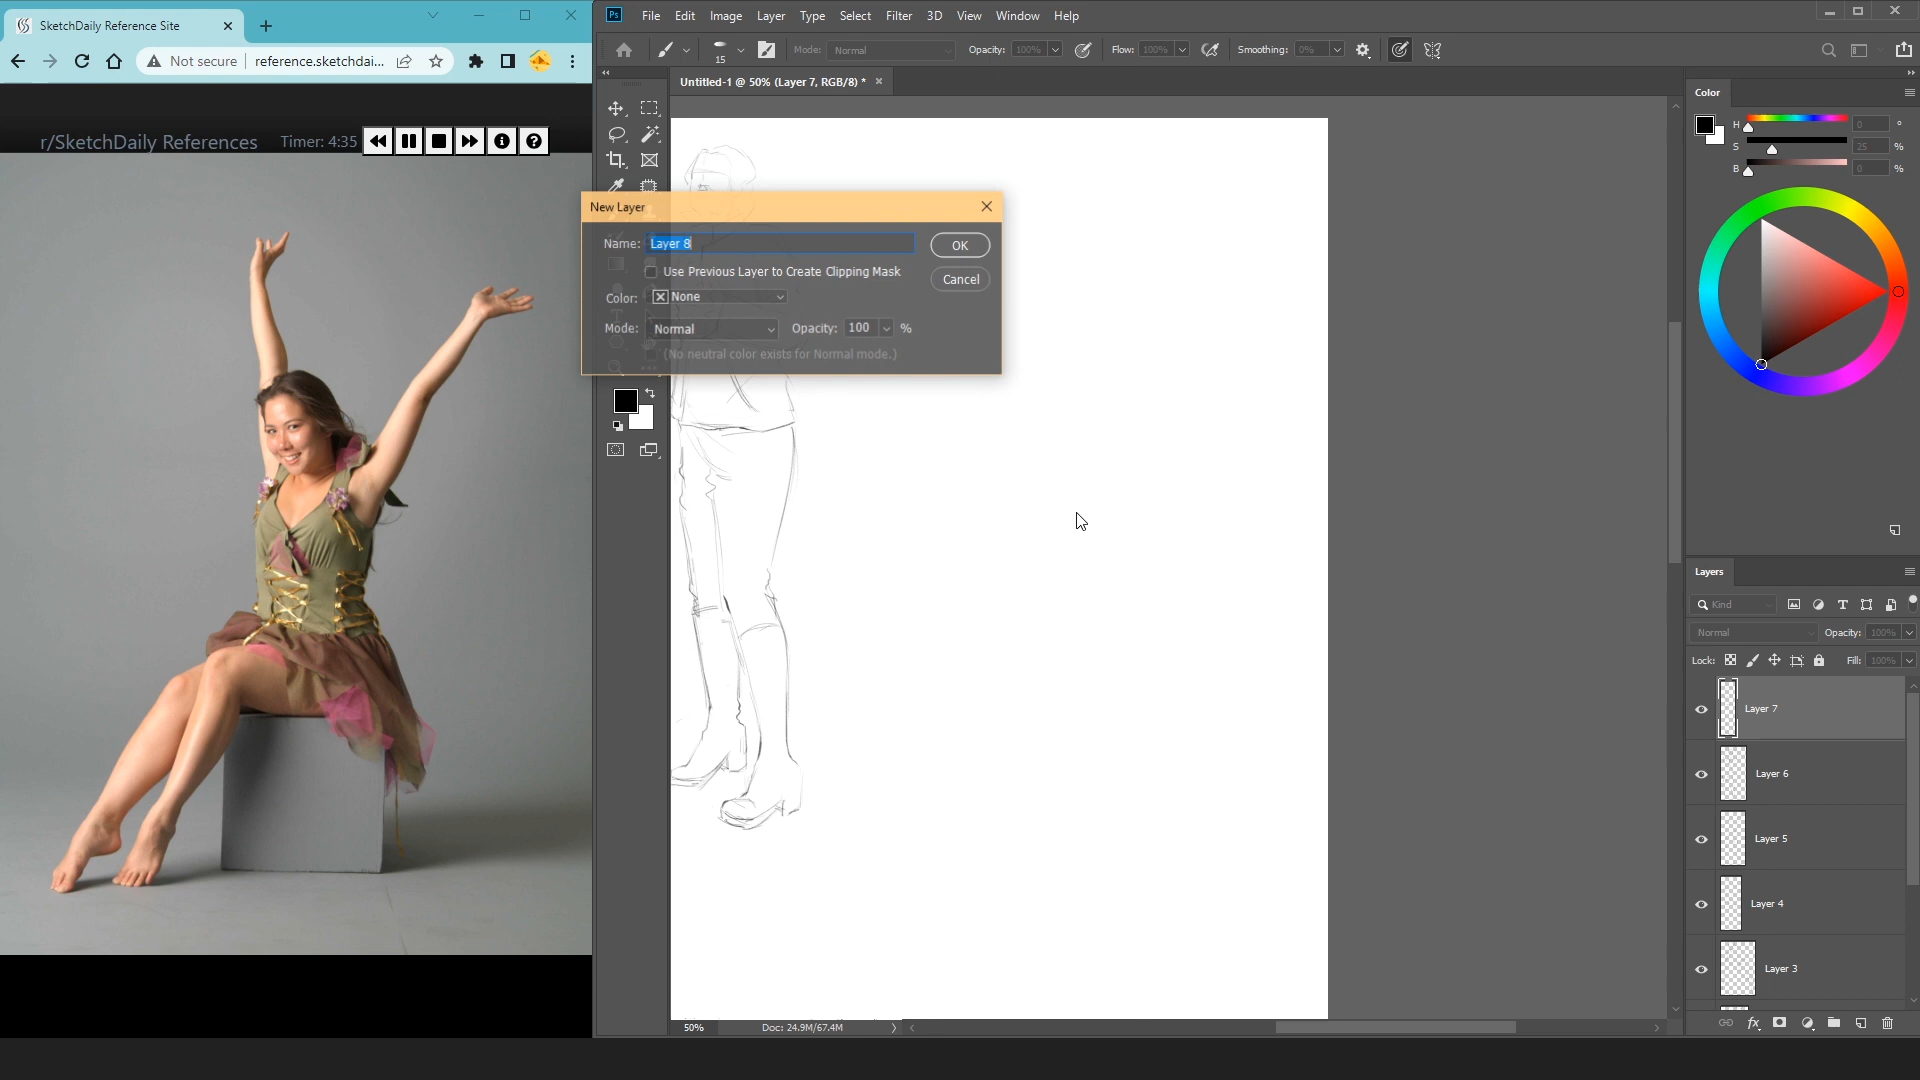 SketchDaily Reference Site
File Edit Image Layer Type Select Filter 3D View Window Help
Not secure reference.sketchdai...
15
Mode: Normal Opacity: 100% Flow: 100% Smoothing: 0%
Untitled-1 @ 50% (Layer 7, RGB/8) *
r/SketchDaily References Timer: 4:35
Color
H 0 °
S 25 %
B 0 %
New Layer
Name: Layer 8 OK
Use Previous Layer to Create Clipping Mask
Cancel
Color: None
Mode: Normal Opacity: 100 %
(No neutral color exists for Normal mode.)
Layers
Kind
Normal Opacity: 100%
Lock: Fill: 100%
Layer 7
Layer 6
Layer 5
Layer 4
Layer 3
50% Doc: 24.9M/67.4M